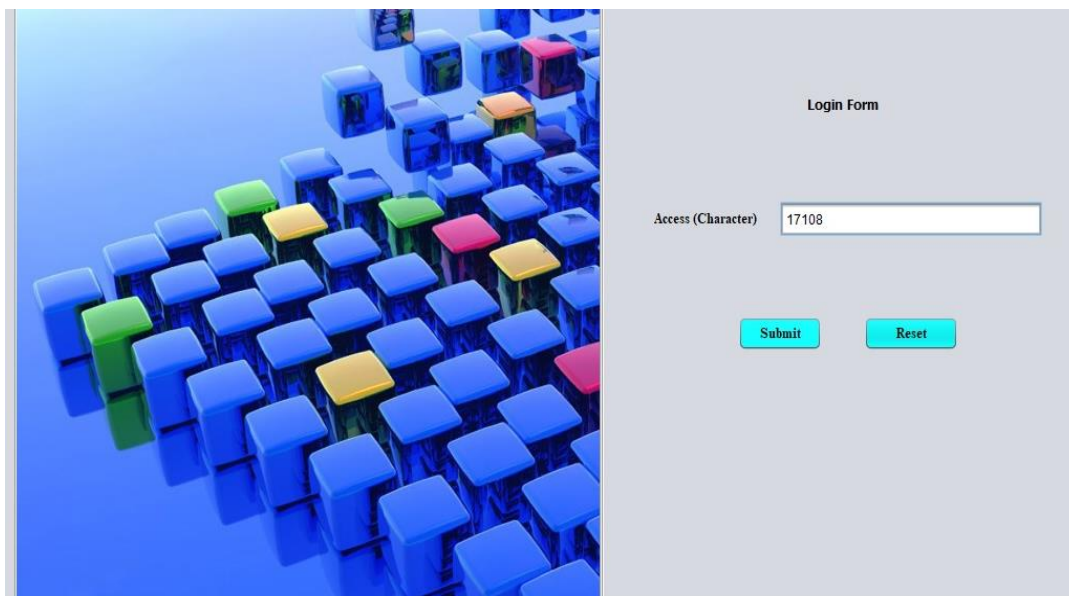 Login Form
Access (Character) 17108
Submit Reset